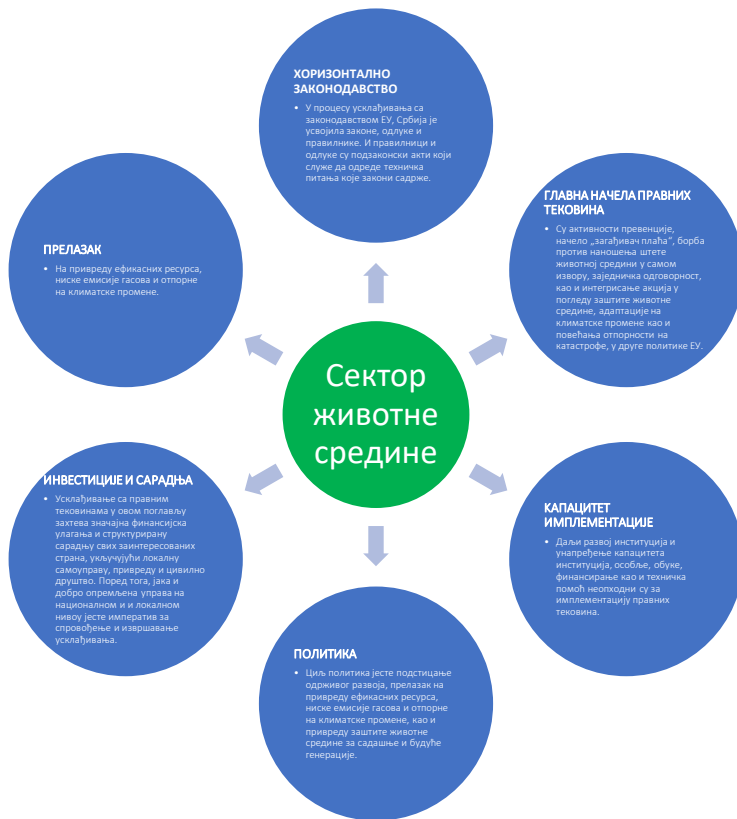 ХОРИЗОНТАЛНО
ЗАКОНОДАВСТВО
• У процесу усклађивања са
законодавством ЕУ, Србија је
усвојила законе, одлуке и
правилнике. И правилници и
одлуке су подзаконски акти који
служе да одреде техничка
питања које закони садрже.
ГЛАВНА НАЧЕЛА ПРАВНИХ
ТЕКОВИНА
• Су активности превенције,
начело „загађивач плаћа“, борба
против наношења штете
животној средини у самом
извору, заједничка одговорност,
као и интегрисање акција у
погледу заштите животне
средине, адаптације на
климатске промене као и
повећања отпорности на
катастрофе, у друге политике ЕУ.
КАПАЦИТЕТ
ИМПЛЕМЕНТАЦИЈЕ
• Даљи развој институција и
унапређење капацитета
институција, особље, обуке,
финансирање као и техничка
помоћ неопходни су за
имплементацију правних
тековина.
ПОЛИТИКА
• Циљ политика јесте подстицање
одрживог развоја, прелазак на
привреду ефикасних ресурса,
ниске емисије гасова и отпорне
на климатске промене, као и
привреду заштите животне
средине за садашње и будуће
генерације.
ИНВЕСТИЦИЈЕ И САРАДЊА
• Усклађивање са правним
тековинама у овом поглављу
захтева значајна финансијска
улагања и структурирану
сарадњу свих заинтересованих
страна, укључујући локалну
самоуправу, привреду и цивилно
друштво. Поред тога, јака и
добро опремљена управа на
националном и и локалном
нивоу јесте императив за
спровођење и извршавање
усклађивања.
ПРЕЛАЗАК
• На привреду ефикасних ресурса,
ниске емисије гасова и отпорне
на климатске промене.
Сектор
животне
средине